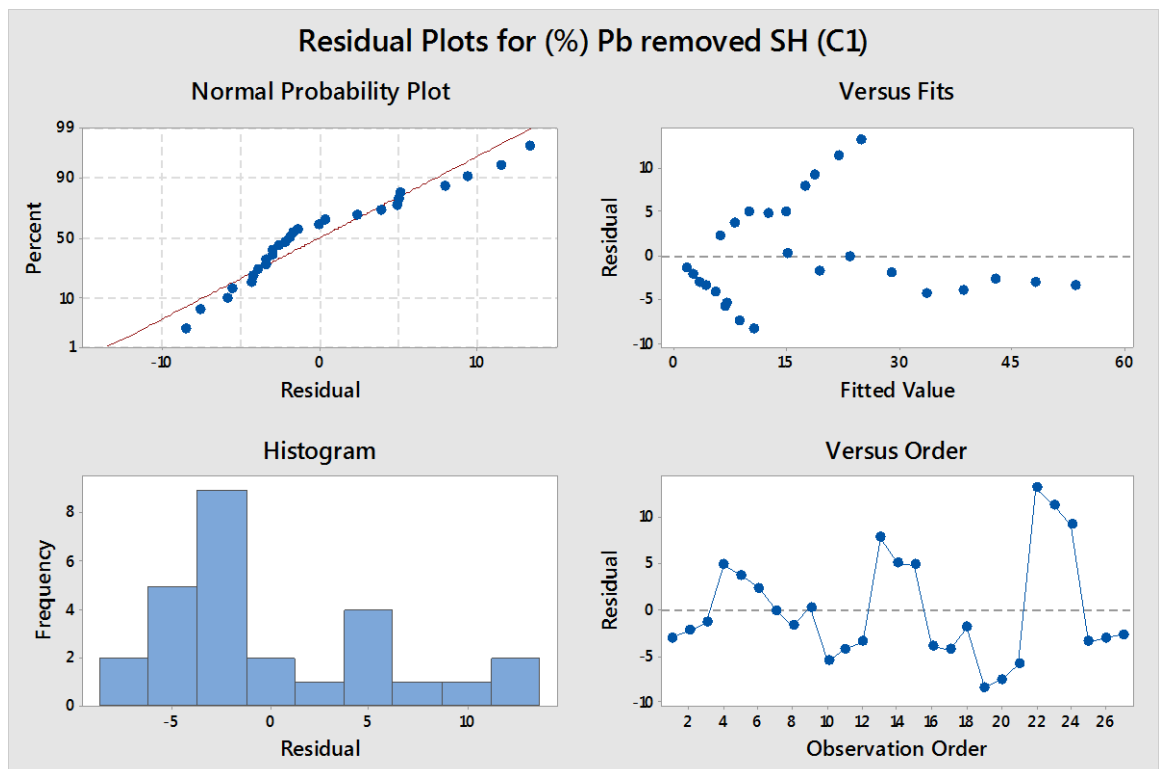 Residual Plots for (%) Pb removed SH (C1)
Normal Probability Plot
99
90
50
10
1
Percent
-10 0 10
Residual
Versus Fits
10
5
0
-5
-10
Residual
0 15 30 45 60
Fitted Value
Histogram
8
6
4
2
0
Frequency
-5 0 5 10
Residual
Versus Order
10
5
0
-5
-10
Residual
2 4 6 8 10 12 14 16 18 20 22 24 26
Observation Order